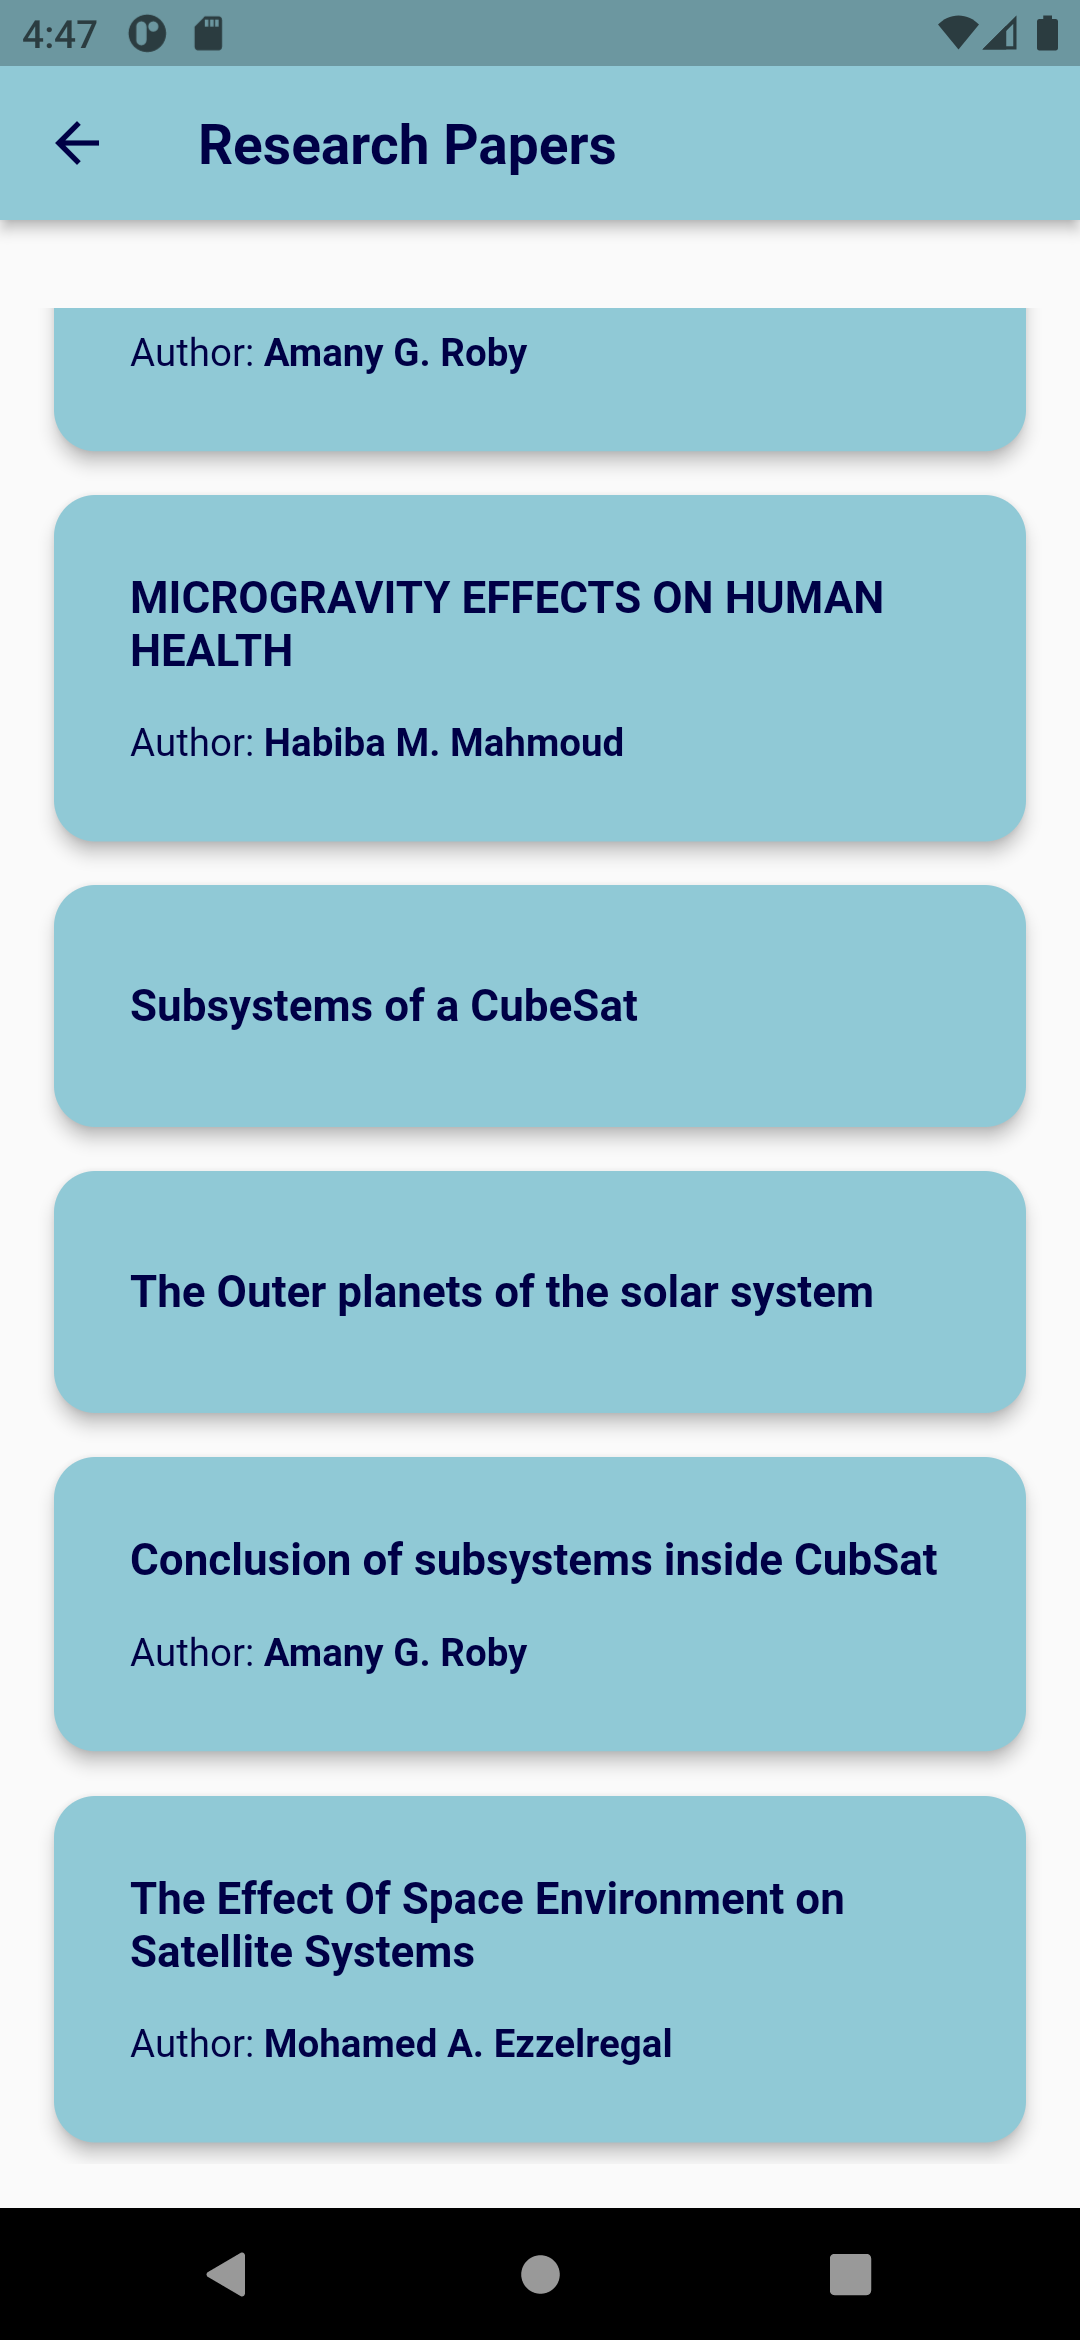 4:47
Research Papers
Author: Amany G. Roby
MICROGRAVITY EFFECTS ON HUMAN
HEALTH
Author: Habiba M. Mahmoud
Subsystems of a CubeSat
The Outer planets of the solar system
Conclusion of subsystems inside CubSat
Author: Amany G. Roby
The Effect Of Space Environment on
Satellite Systems
Author: Mohamed A. Ezzelregal